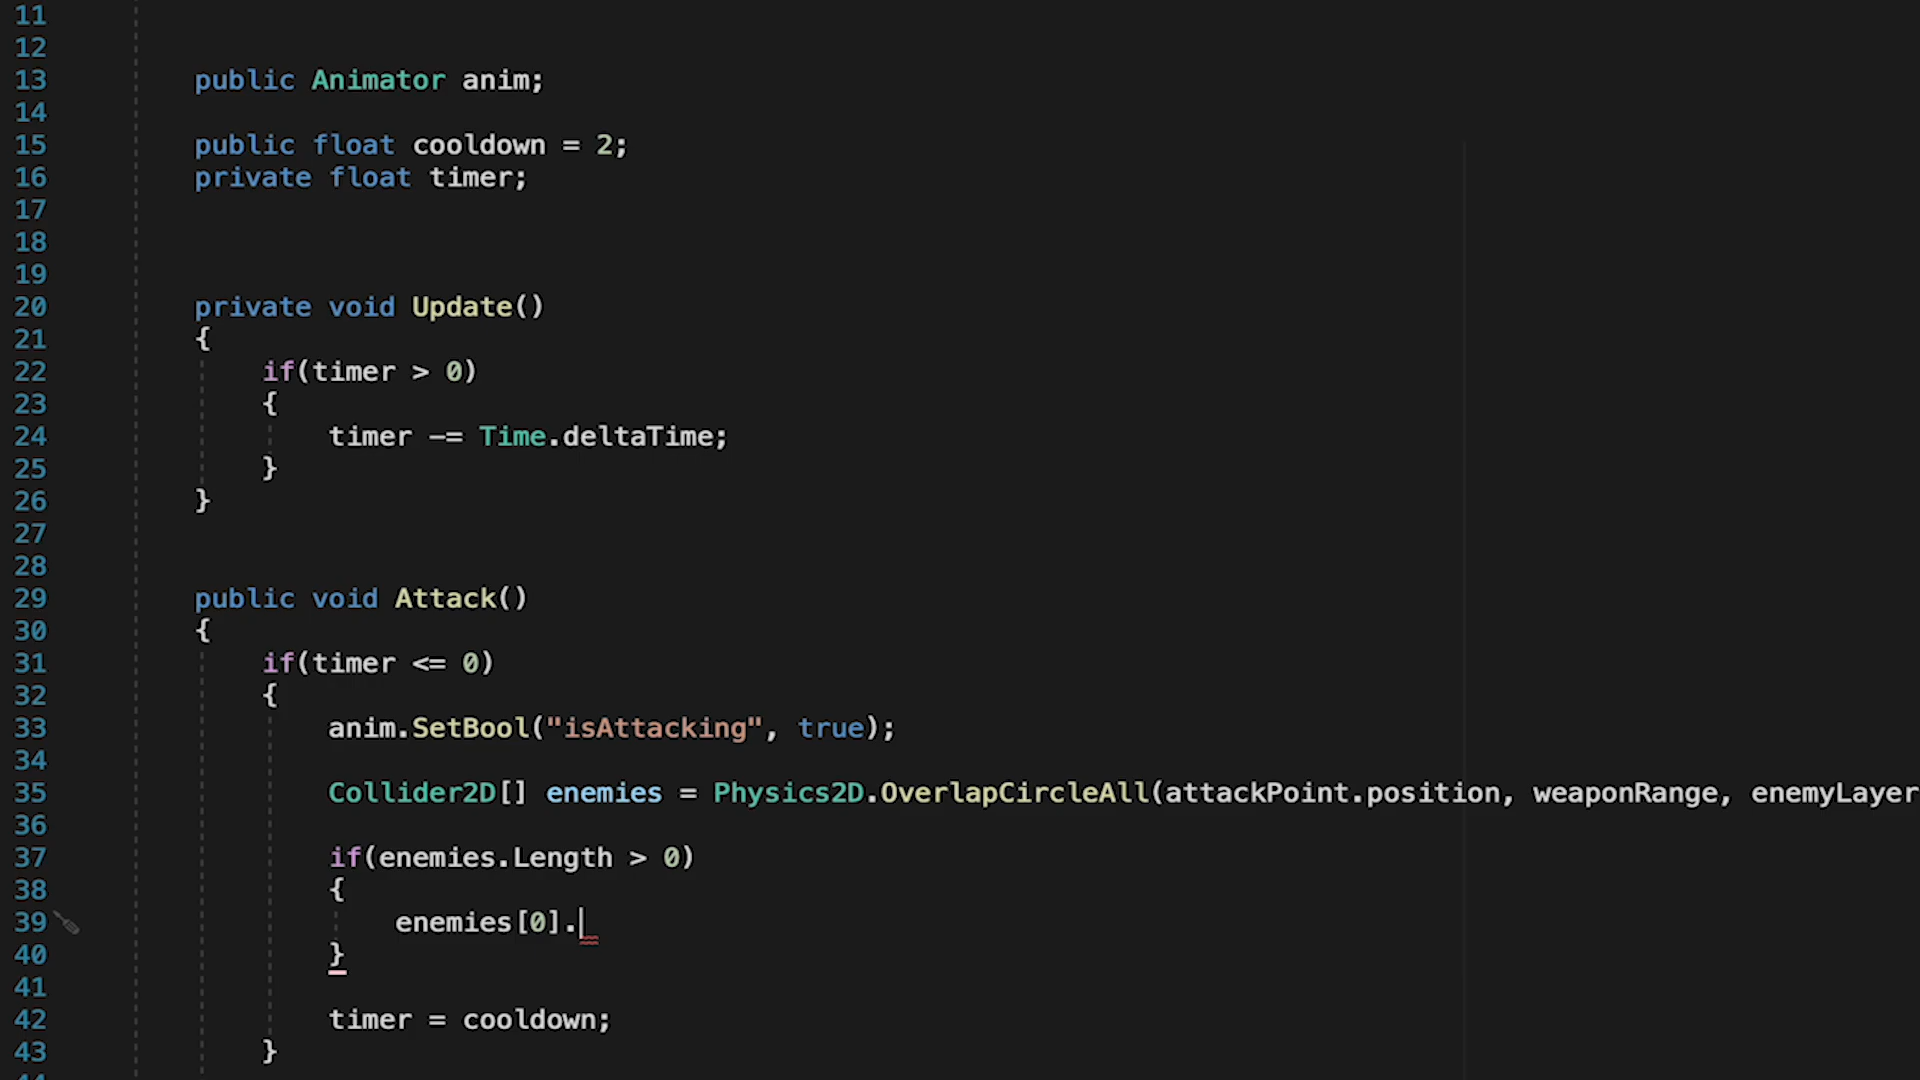 11
12
13 public Animator anim;
14
15 public float cooldown = 2;
16 private float timer;
17
18
19
20 private void Update()
21 {
22 if(timer > 0)
23 {
24 timer -= Time.deltaTime;
25 }
26 }
27
28
29 public void Attack()
30 {
31 if(timer <= 0)
32 {
33 anim.SetBool("isAttacking", true);
34
35 Collider2D[] enemies = Physics2D.OverlapCircleAll(attackPoint.position, weaponRange, enemyLayer
36
37 if(enemies.Length > 0)
38 {
39 enemies[0].
40 }
41
42 timer = cooldown;
43 }
44